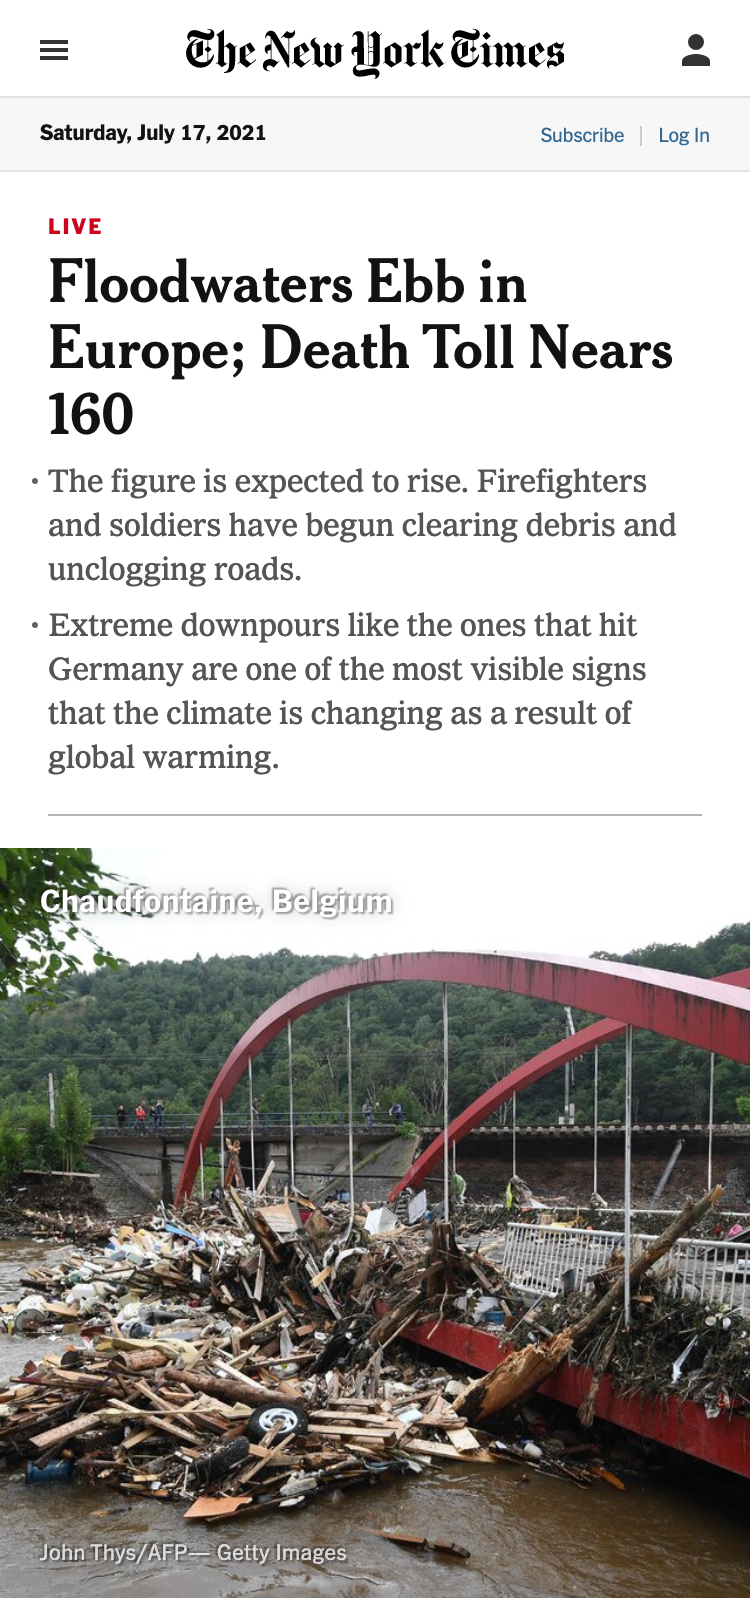 The New York Times
Saturday, July 17, 2021
Subscribe | Log In
LIVE
Floodwaters Ebb in
Europe; Death Toll Nears
160
• The figure is expected to rise. Firefighters
and soldiers have begun clearing debris and
unclogging roads.
• Extreme downpours like the ones that hit
Germany are one of the most visible signs
that the climate is changing as a result of
global warming.
Chaudfontaine, Belgium
John Thys/AFP— Getty Images